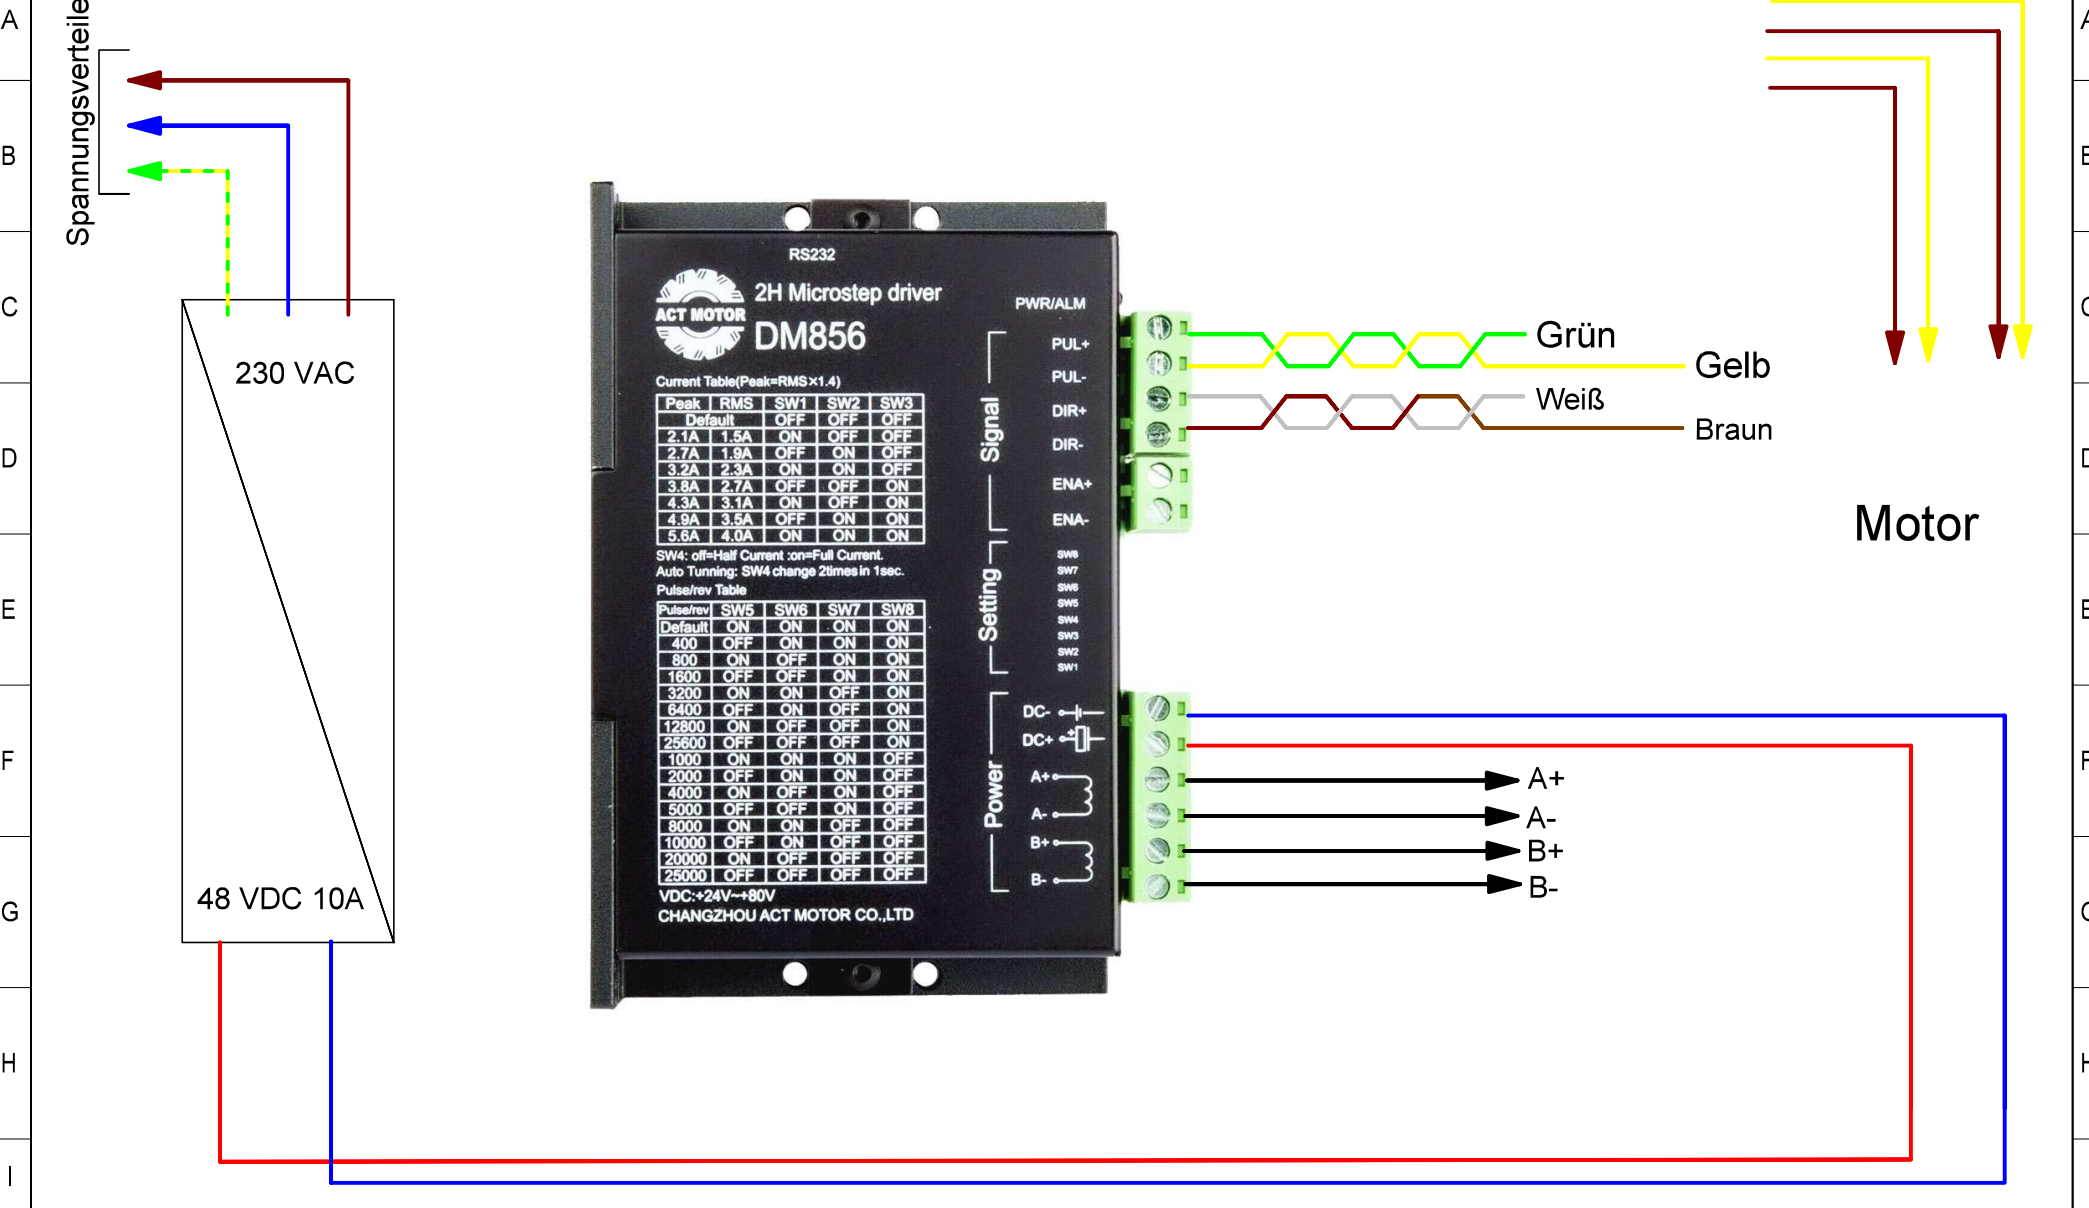 A
B
C
D
E
F
G
H
I
Spannungsverteile
230 VAC
48 VDC 10A
RS232
ACT MOTOR
2H Microstep driver
DM856
PWR/ALM
Current Table(Peak=RMS×1.4)
Peak RMS SW1 SW2 SW3
Default OFF OFF OFF
2.1A 1.5A ON OFF OFF
2.7A 1.9A OFF ON OFF
3.2A 2.3A ON ON OFF
3.8A 2.7A OFF OFF ON
4.3A 3.1A ON OFF ON
4.9A 3.5A OFF ON ON
5.6A 4.0A ON ON ON
SW4: off=Half Current :on=Full Current.
Auto Tunning: SW4 change 2times in 1sec.
Pulse/rev Table
Pulse/rev SW5 SW6 SW7 SW8
Default ON ON ON ON
400 OFF ON ON ON
800 ON OFF ON ON
1600 OFF OFF ON ON
3200 ON ON OFF ON
6400 OFF ON OFF ON
12800 ON OFF OFF ON
25600 OFF OFF OFF ON
1000 ON ON ON OFF
2000 OFF ON ON OFF
4000 ON OFF ON OFF
5000 OFF OFF ON OFF
8000 ON ON OFF OFF
10000 OFF ON OFF OFF
20000 ON OFF OFF OFF
25000 OFF OFF OFF OFF
VDC:+24V~+80V
CHANGZHOU ACT MOTOR CO.,LTD
Signal
PUL+
PUL-
DIR+
DIR-
ENA+
ENA-
Setting
SW8
SW7
SW6
SW5
SW4
SW3
SW2
SW1
Power
DC-
DC+
A+
A-
B+
B-
Grün
Gelb
Weiß
Braun
Motor
A+
A-
B+
B-